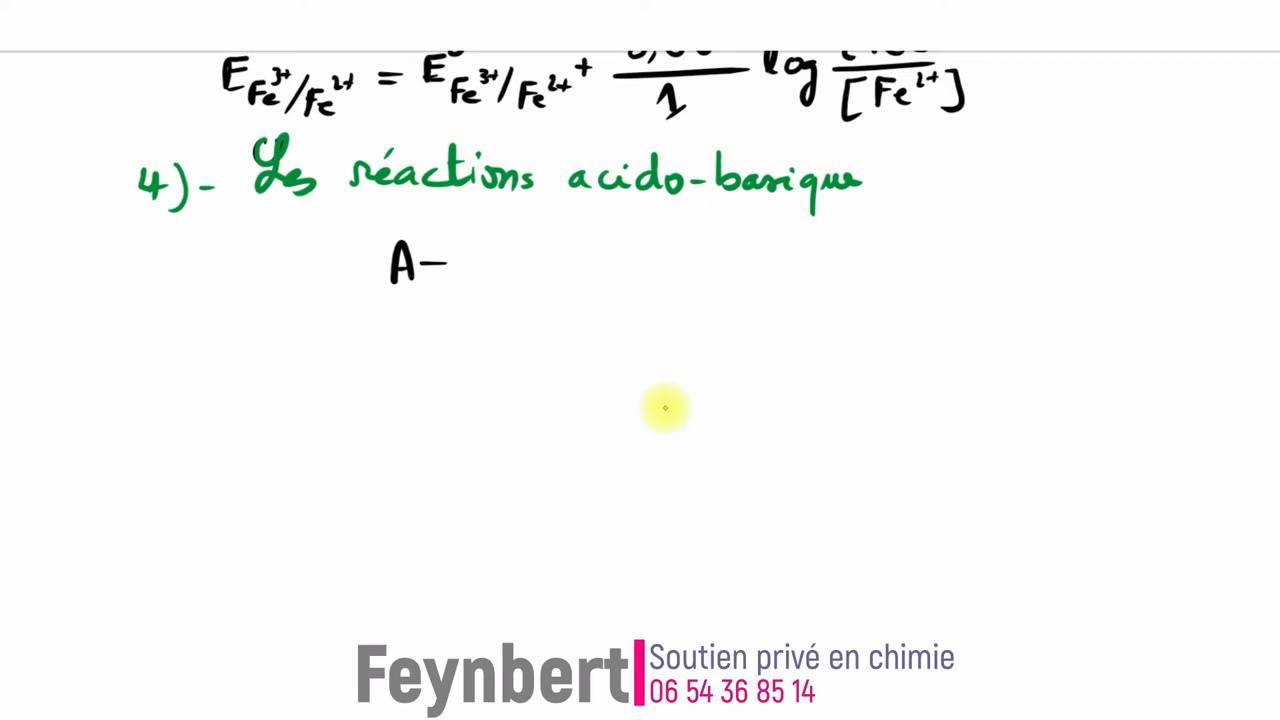 E Fe³⁺/Fe²⁺ = E Fe³⁺/Fe²⁺ + ―/1 log ―/[Fe²⁺]
4)- Les réactions acido-basique
A-
Feynbert
Soutien privé en chimie
06 54 36 85 14